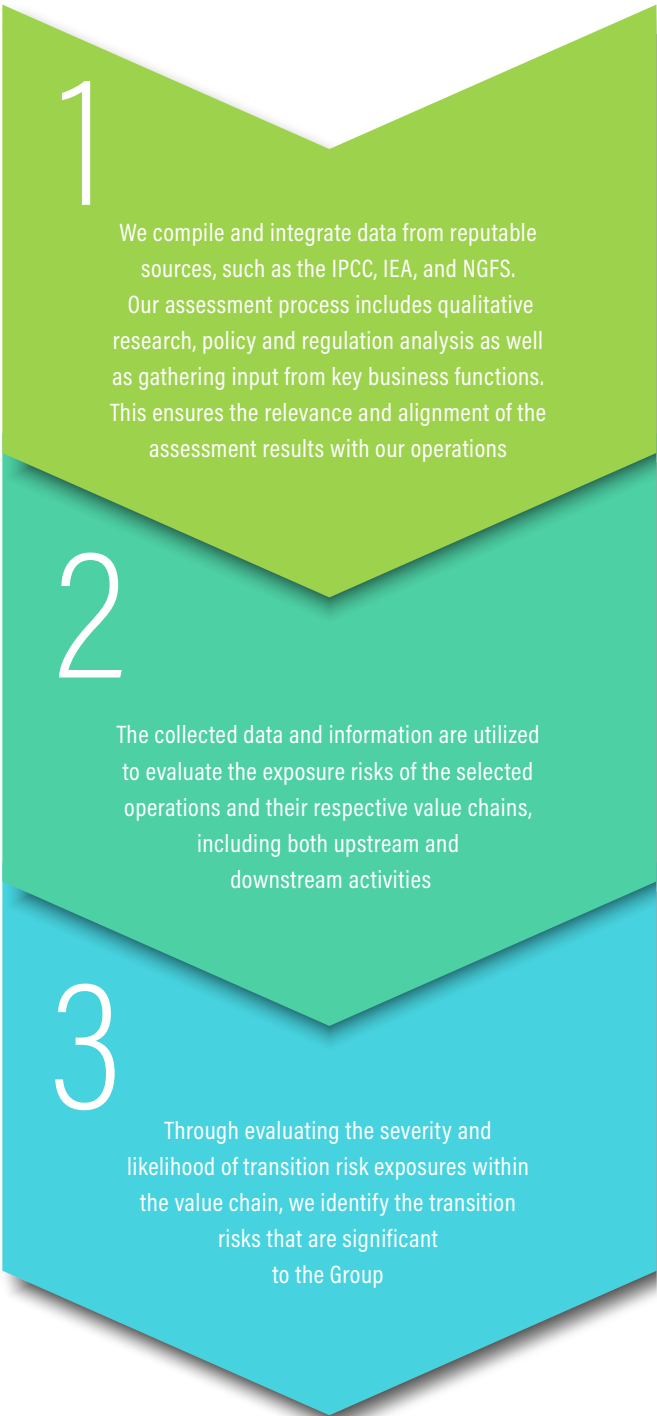 1
We compile and integrate data from reputable
sources, such as the IPCC, IEA, and NGFS.
Our assessment process includes qualitative
research, policy and regulation analysis as well
as gathering input from key business functions.
This ensures the relevance and alignment of the
assessment results with our operations
2
The collected data and information are utilized
to evaluate the exposure risks of the selected
operations and their respective value chains,
including both upstream and
downstream activities
3
Through evaluating the severity and
likelihood of transition risk exposures within
the value chain, we identify the transition
risks that are significant
to the Group